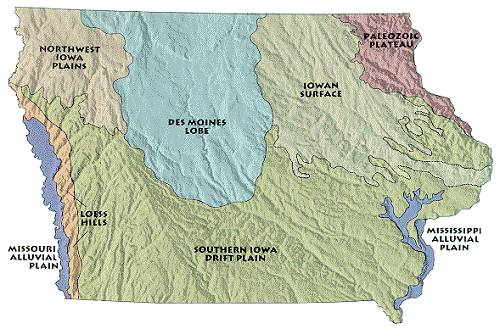 NORTHWEST
IOWA
PLAINS
DES MOINES
LOBE
IOWAN
SURFACE
PALEOZOIC
PLATEAU
LOESS
HILLS
MISSOURI
ALLUVIAL
PLAIN
SOUTHERN IOWA
DRIFT PLAIN
MISSISSIPPI
ALLUVIAL
PLAIN